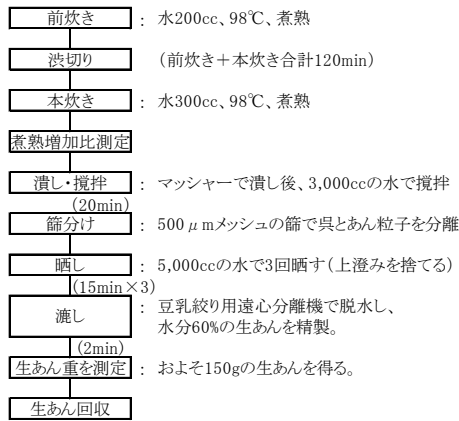 前炊き : 水200cc、98℃、煮熟
渋切り (前炊き+本炊き合計120min)
本炊き : 水300cc、98℃、煮熟
煮熟増加比測定
潰し・撹拌 : マッシャーで潰し後、3,000ccの水で撹拌
(20min)
篩分け : 500μmメッシュの篩で呉とあん粒子を分離
晒し : 5,000ccの水で3回晒す(上澄みを捨てる)
(15min×3)
漉し : 豆乳絞り用遠心分離機で脱水し、
水分60%の生あんを精製。
(2min)
生あん重を測定 : およそ150gの生あんを得る。
生あん回収